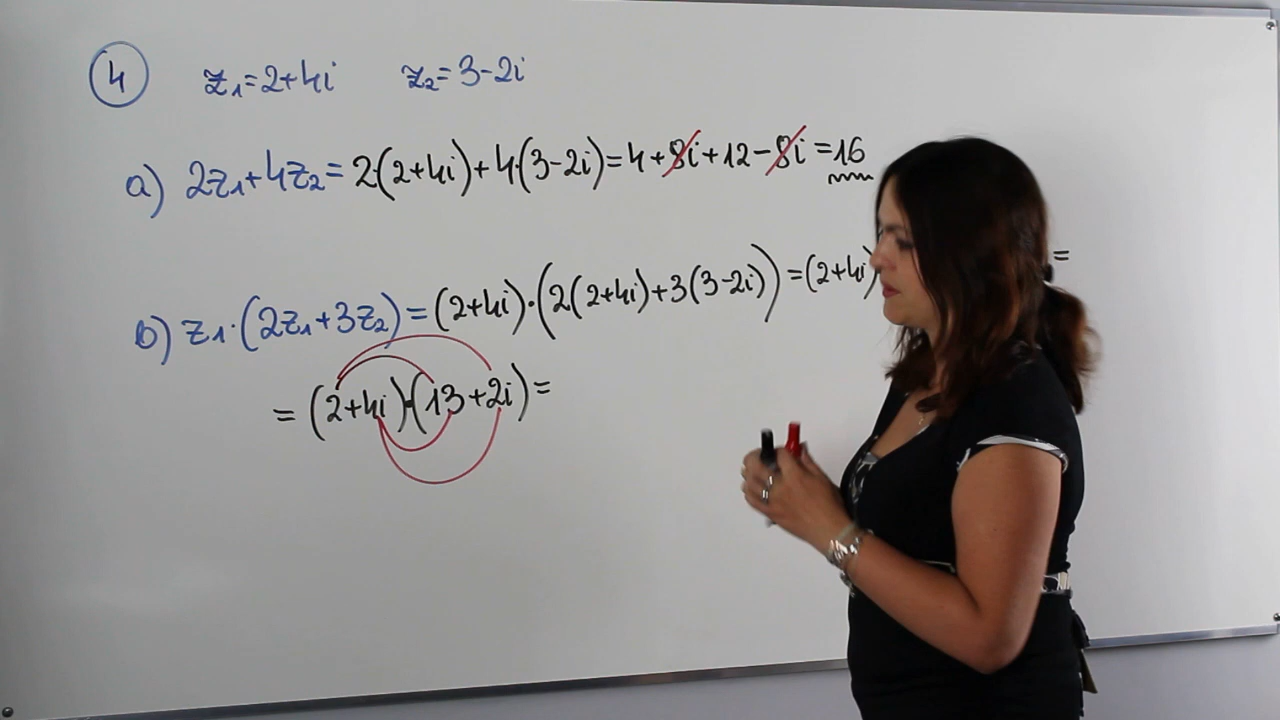 4 z₁=2+4i z₂=3-2i
a) 2z₁+4z₂=2·(2+4i)+4·(3-2i)=4+8i+12-8i=16
b) z₁·(2z₁+3z₂)=(2+4i)·(2(2+4i)+3(3-2i))=(2+4i) =
=(2+4i)·(13+2i)=